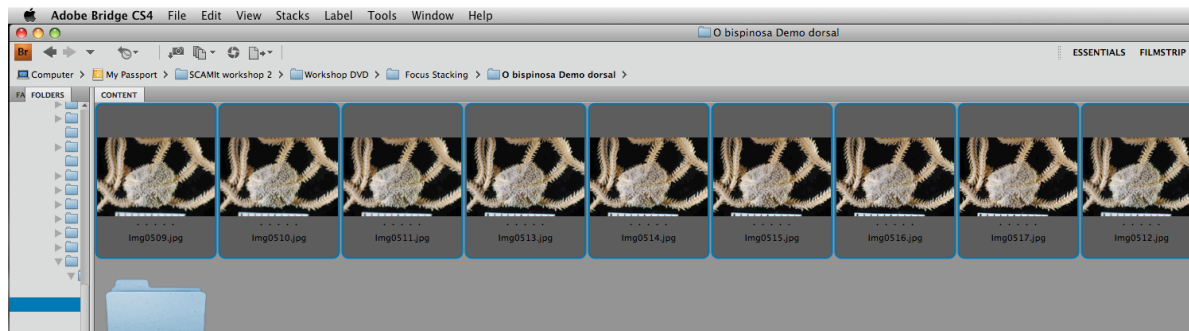 Adobe Bridge CS4 File Edit View Stacks Label Tools Window Help
O bispinosa Demo dorsal
Br
ESSENTIALS FILMSTRIP
Computer > My Passport > SCAMIt workshop 2 > Workshop DVD > Focus Stacking > O bispinosa Demo dorsal >
FA FOLDERS CONTENT
Img0509.jpg Img0510.jpg Img0511.jpg Img0513.jpg Img0514.jpg Img0515.jpg Img0516.jpg Img0517.jpg Img0512.jpg